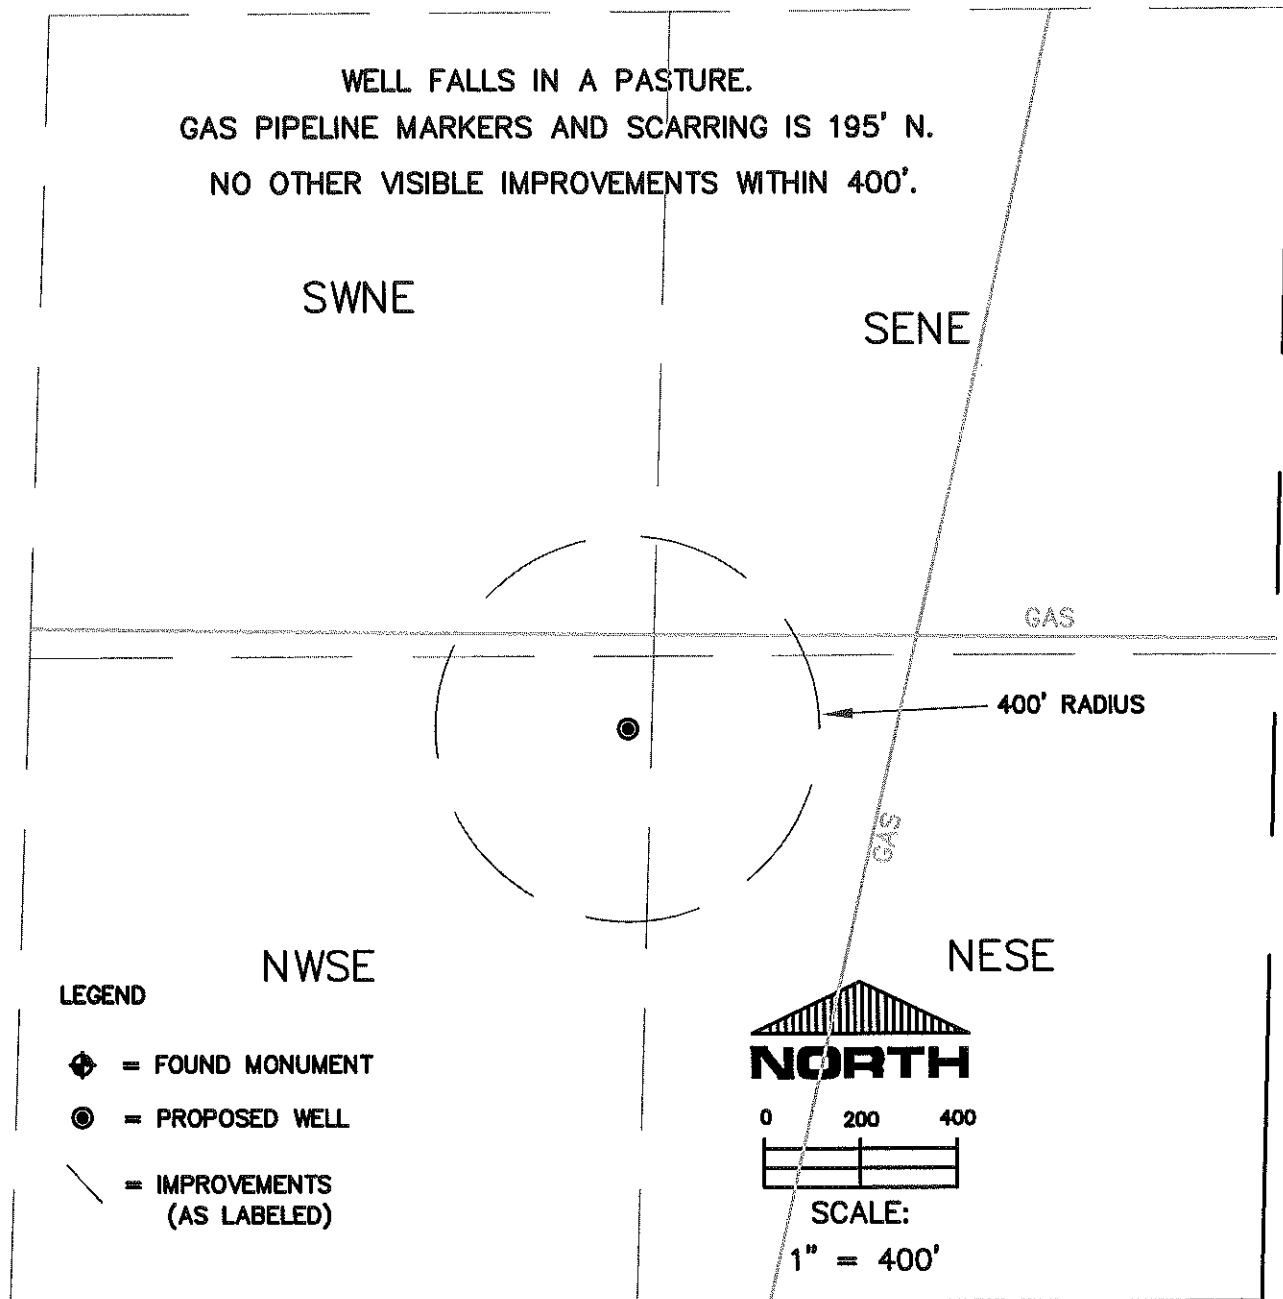 WELL FALLS IN A PASTURE.
GAS PIPELINE MARKERS AND SCARRING IS 195' N.
NO OTHER VISIBLE IMPROVEMENTS WITHIN 400'.
SWNE
SENE
GAS
400' RADIUS
GAS
NWSE
NESE
LEGEND
= FOUND MONUMENT
= PROPOSED WELL
= IMPROVEMENTS
(AS LABELED)
NORTH
0 200 400
SCALE:
1" = 400'